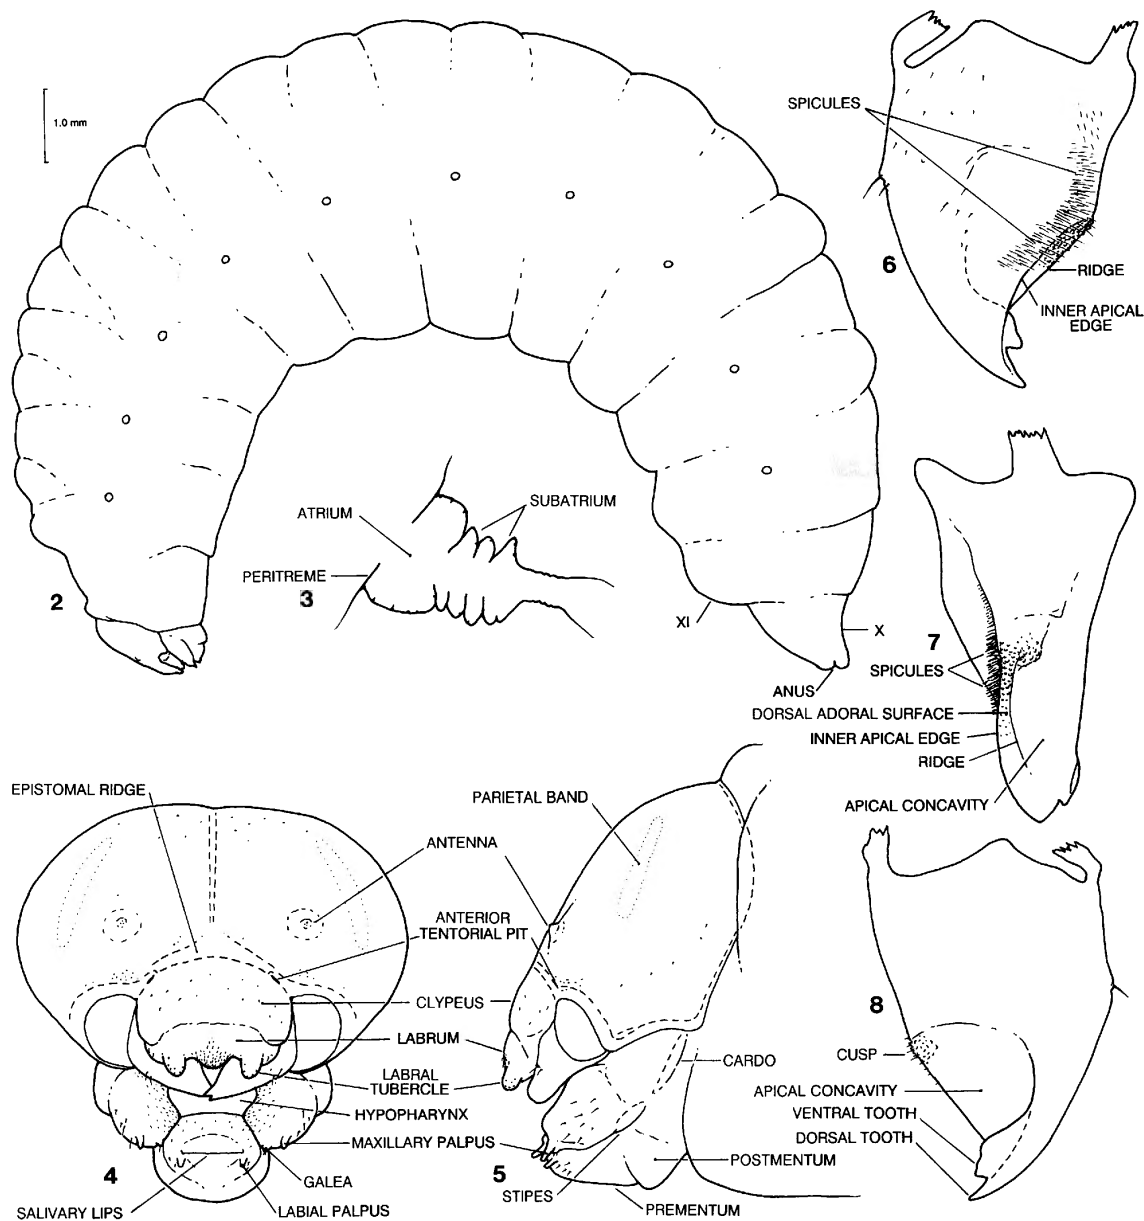 1.0 mm
2
ATRIUM
SUBATRIUM
PERITREME
3
XI
X
ANUS
SPICULES
6
RIDGE
INNER APICAL
EDGE
7
SPICULES
DORSAL ADORAL SURFACE
INNER APICAL EDGE
RIDGE
APICAL CONCAVITY
EPISTOMAL RIDGE
PARIETAL BAND
ANTENNA
ANTERIOR
TENTORIAL PIT
CLYPEUS
LABRUM
LABRAL
TUBERCLE
HYPOPHARYNX
MAXILLARY PALPUS
4
GALEA
SALIVARY LIPS
LABIAL PALPUS
5
STIPES
CARDO
POSTMENTUM
PREMENTUM
8
CUSP
APICAL CONCAVITY
VENTRAL TOOTH
DORSAL TOOTH